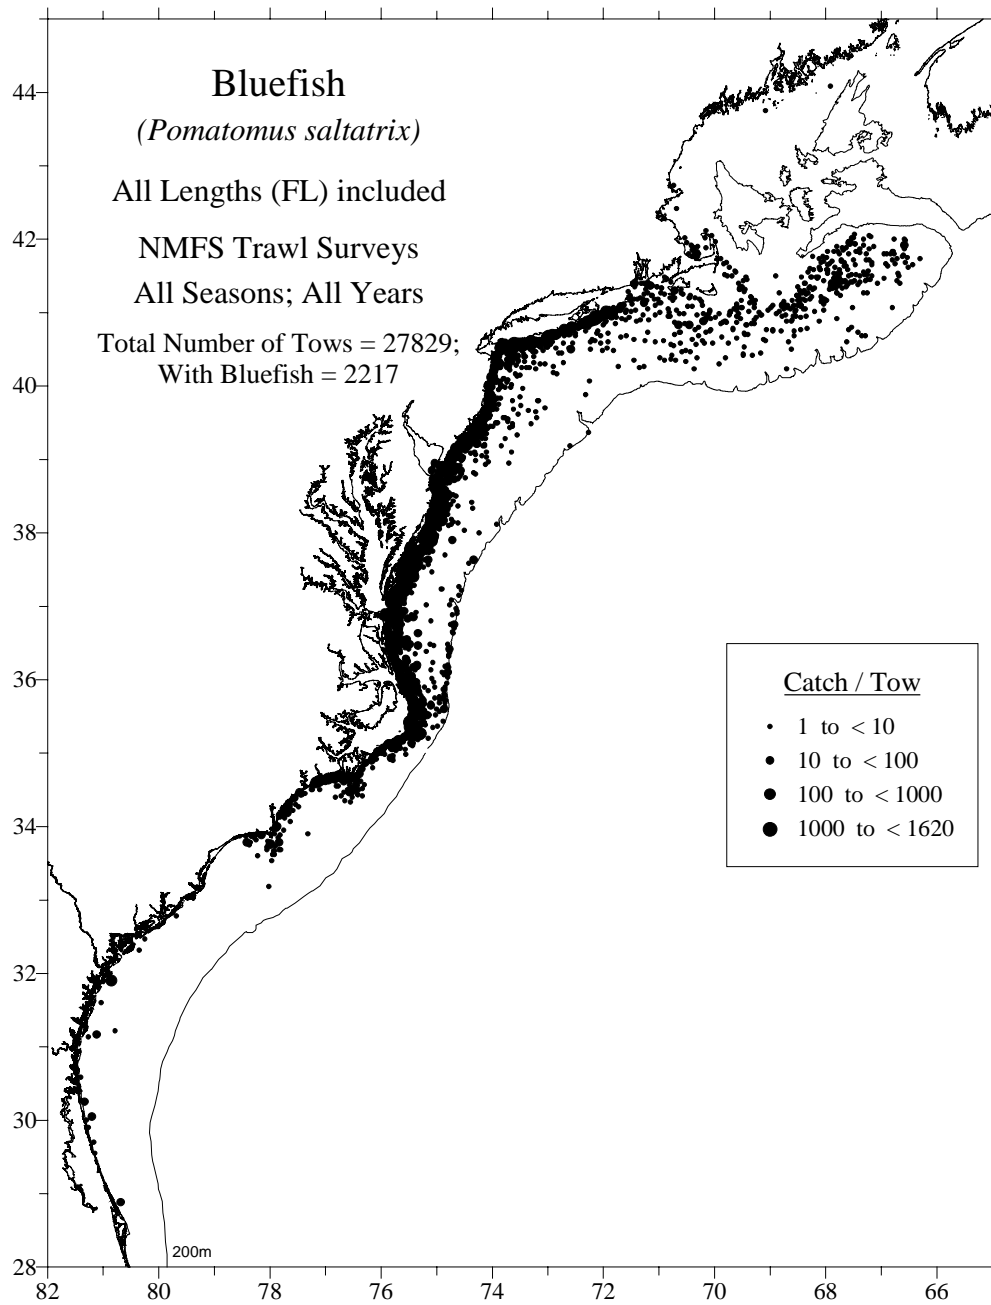 Bluefish
(Pomatomus saltatrix)
All Lengths (FL) included
NMFS Trawl Surveys
All Seasons; All Years
Total Number of Tows = 27829;
With Bluefish = 2217
44
42
40
38
36
34
32
30
28
Catch / Tow
1 to < 10
10 to < 100
100 to < 1000
1000 to < 1620
200m
82 80 78 76 74 72 70 68 66